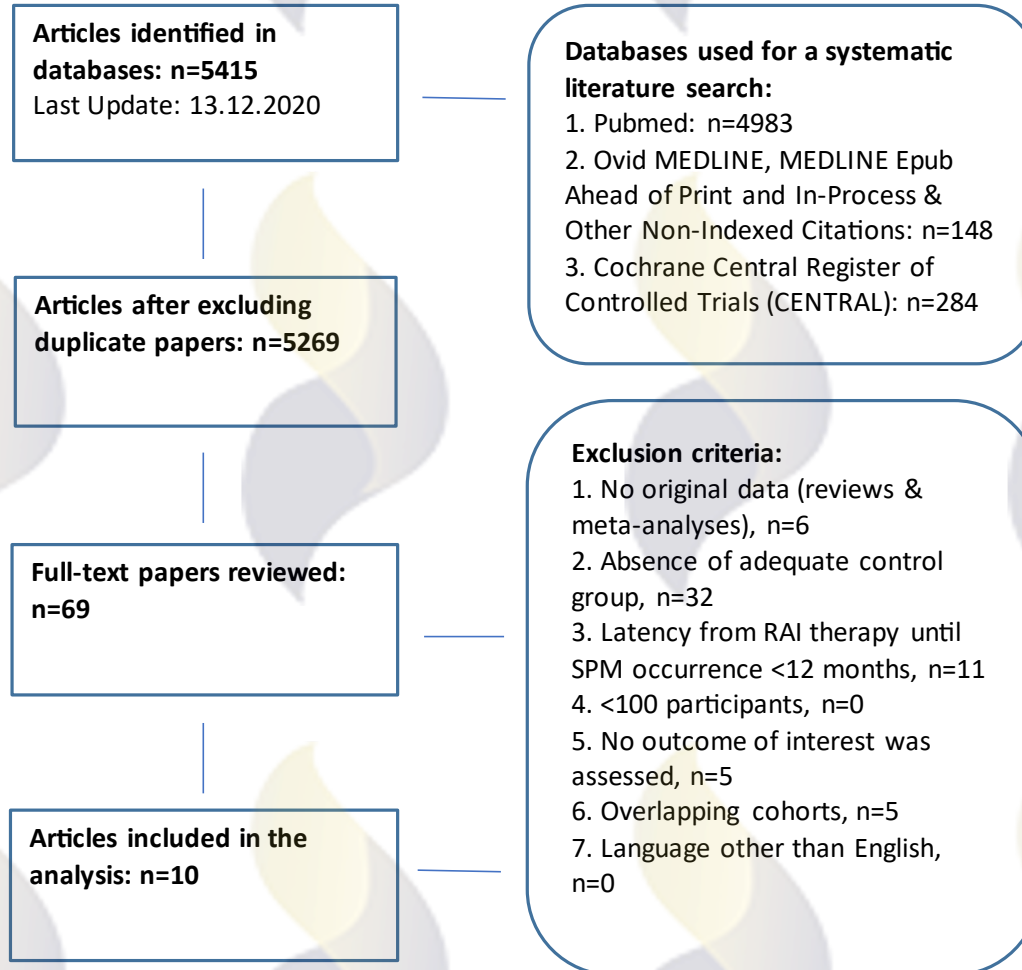 Articles identified in
databases: n=5415
Last Update: 13.12.2020
Databases used for a systematic
literature search:
1. Pubmed: n=4983
2. Ovid MEDLINE, MEDLINE Epub
Ahead of Print and In-Process &
Other Non-Indexed Citations: n=148
3. Cochrane Central Register of
Controlled Trials (CENTRAL): n=284
Articles after excluding
duplicate papers: n=5269
Full-text papers reviewed:
n=69
Exclusion criteria:
1. No original data (reviews &
meta-analyses), n=6
2. Absence of adequate control
group, n=32
3. Latency from RAI therapy until
SPM occurrence <12 months, n=11
4. <100 participants, n=0
5. No outcome of interest was
assessed, n=5
6. Overlapping cohorts, n=5
7. Language other than English,
n=0
Articles included in the
analysis: n=10